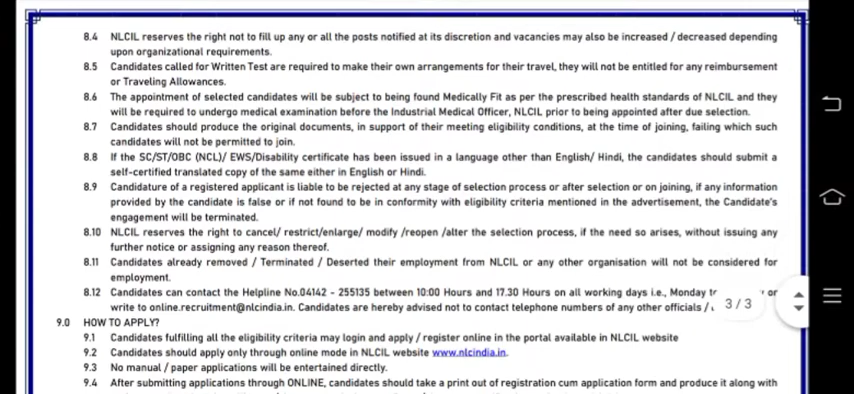 8.4 NLCIL reserves the right not to fill up any or all the posts notified at its discretion and vacancies may also be increased / decreased depending
upon organizational requirements.
8.5 Candidates called for Written Test are required to make their own arrangements for their travel, they will not be entitled for any reimbursement
or Traveling Allowances.
8.6 The appointment of selected candidates will be subject to being found Medically Fit as per the prescribed health standards of NLCIL and they
will be required to undergo medical examination before the Industrial Medical Officer, NLCIL prior to being appointed after due selection.
8.7 Candidates should produce the original documents, in support of their meeting eligibility conditions, at the time of joining, failing which such
candidates will not be permitted to join.
8.8 If the SC/ST/OBC (NCL)/ EWS/Disability certificate has been issued in a language other than English/ Hindi, the candidates should submit a
self-certified translated copy of the same either in English or Hindi.
8.9 Candidature of a registered applicant is liable to be rejected at any stage of selection process or after selection or on joining, if any information
provided by the candidate is false or if not found to be in conformity with eligibility criteria mentioned in the advertisement, the Candidate's
engagement will be terminated.
8.10 NLCIL reserves the right to cancel/ restrict/enlarge/ modify /reopen /alter the selection process, if the need so arises, without issuing any
further notice or assigning any reason thereof.
8.11 Candidates already removed / Terminated / Deserted their employment from NLCIL or any other organisation will not be considered for
employment.
8.12 Candidates can contact the Helpline No.04142 - 255135 between 10:00 Hours and 17.30 Hours on all working days i.e., Monday or
write to online.recruitment@nlcindia.in. Candidates are hereby advised not to contact telephone numbers of any other officials /
3 / 3
9.0 HOW TO APPLY?
9.1 Candidates fulfilling all the eligibility criteria may login and apply / register online in the portal available in NLCIL website
9.2 Candidates should apply only through online mode in NLCIL website www.nlcindia.in.
9.3 No manual / paper applications will be entertained directly.
9.4 After submitting applications through ONLINE, candidates should take a print out of registration cum application form and produce it along with